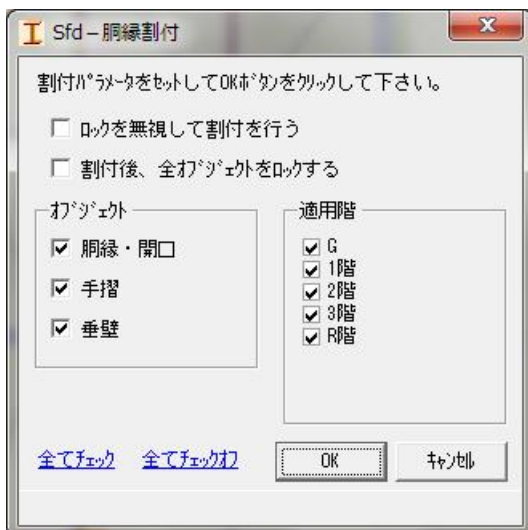 Sfd－胴縁割付
割付ﾊﾟﾗﾒｰﾀをｾｯﾄしてOKﾎﾞﾀﾝをｸﾘｯｸして下さい。
ﾛｯｸを無視して割付を行う
割付後、全ｵﾌﾞｼﾞｪｸﾄをﾛｯｸする
ｵﾌﾞｼﾞｪｸﾄ
胴縁・開口
手摺
垂壁
適用階
G
1階
2階
3階
R階
全てﾁｪｯｸ 全てﾁｪｯｸｵﾌ OK ｷｬﾝｾﾙ